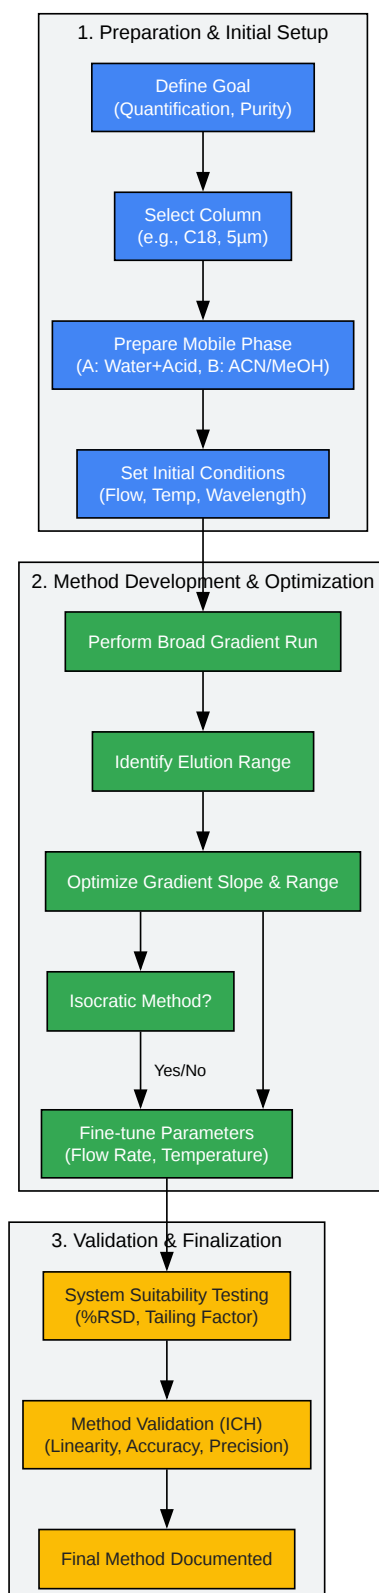 1. Preparation & Initial Setup
Define Goal
(Quantification, Purity)
Select Column
(e.g., C18, 5µm)
Prepare Mobile Phase
(A: Water+Acid, B: ACN/MeOH)
Set Initial Conditions
(Flow, Temp, Wavelength)
2. Method Development & Optimization
Perform Broad Gradient Run
Identify Elution Range
Optimize Gradient Slope & Range
Isocratic Method?
Yes/No
Fine-tune Parameters
(Flow Rate, Temperature)
3. Validation & Finalization
System Suitability Testing
(%RSD, Tailing Factor)
Method Validation (ICH)
(Linearity, Accuracy, Precision)
Final Method Documented